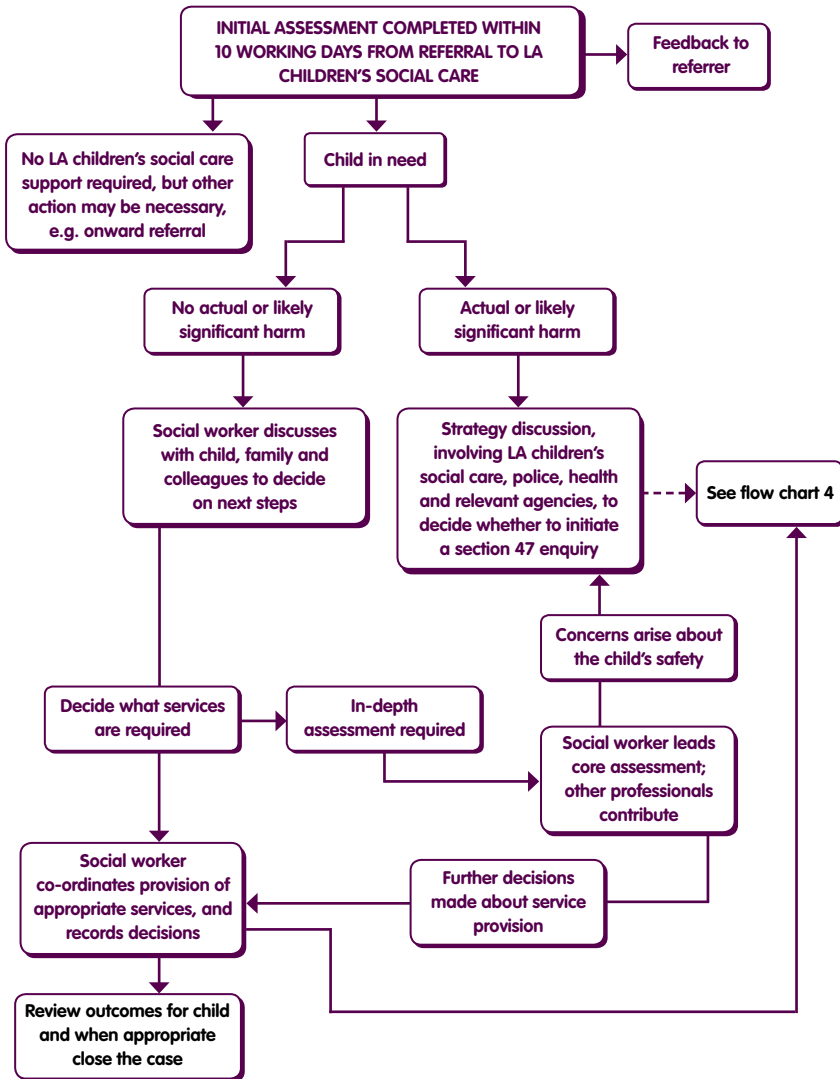 INITIAL ASSESSMENT COMPLETED WITHIN
10 WORKING DAYS FROM REFERRAL TO LA
CHILDREN’S SOCIAL CARE
Feedback to
referrer
No LA children’s social care
support required, but other
action may be necessary,
e.g. onward referral
Child in need
No actual or likely
significant harm
Actual or likely
significant harm
Social worker discusses
with child, family and
colleagues to decide
on next steps
Strategy discussion,
involving LA children’s
social care, police, health
and relevant agencies, to
decide whether to initiate
a section 47 enquiry
See flow chart 4
Concerns arise about
the child’s safety
Decide what services
are required
In-depth
assessment required
Social worker leads
core assessment;
other professionals
contribute
Social worker
co-ordinates provision of
appropriate services, and
records decisions
Further decisions
made about service
provision
Review outcomes for child
and when appropriate
close the case